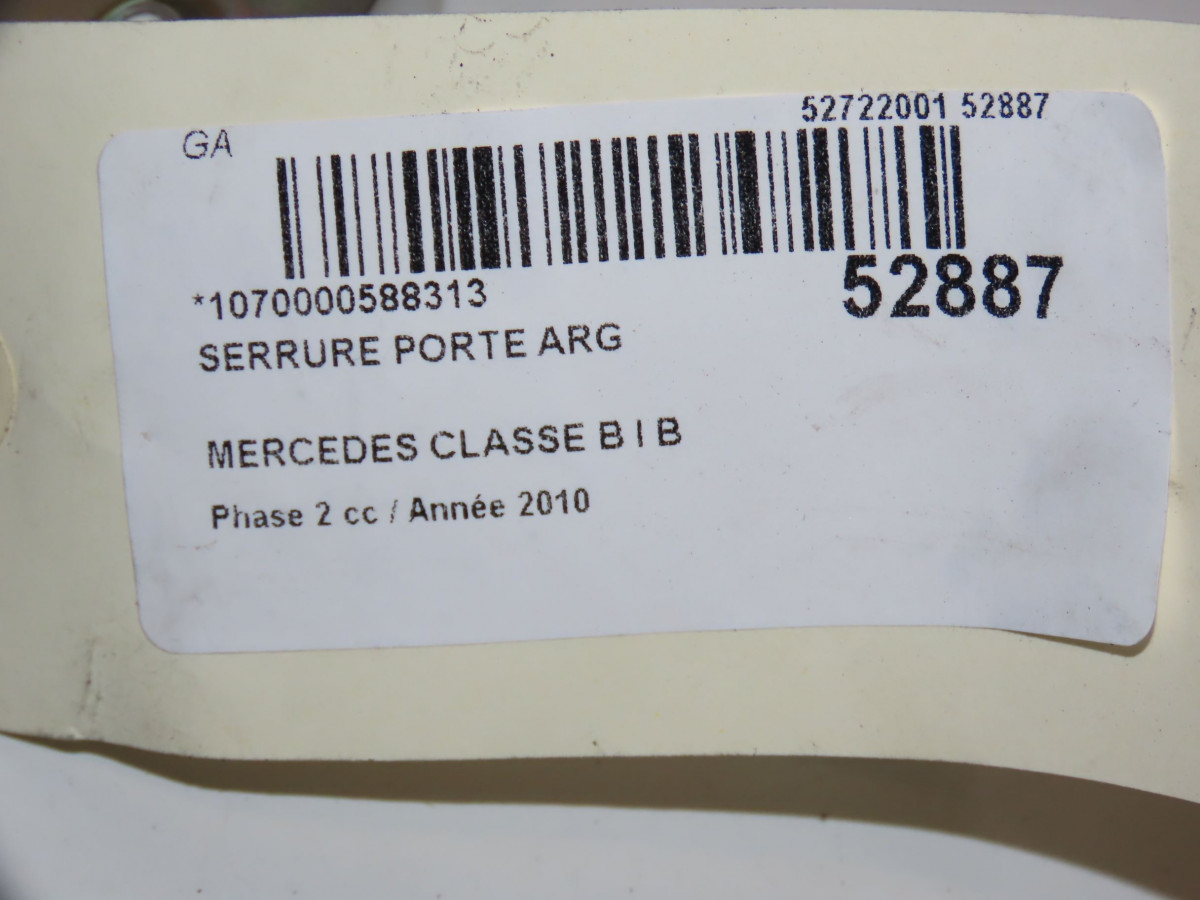 52722001 52887
GA
*1070000588313
52887
SERRURE PORTE ARG
MERCEDES CLASSE B I B
Phase 2 cc / Année 2010